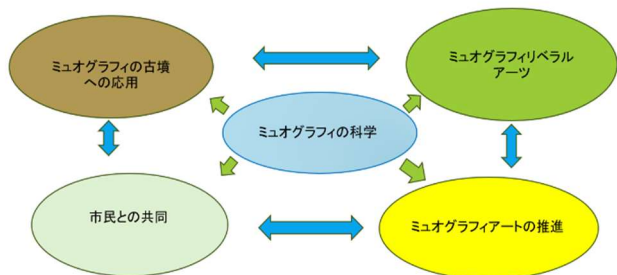 ミュオグラフィの古墳
への応用
ミュオグラフィリベラル
アーツ
ミュオグラフィの科学
市民との共同
ミュオグラフィアートの推進